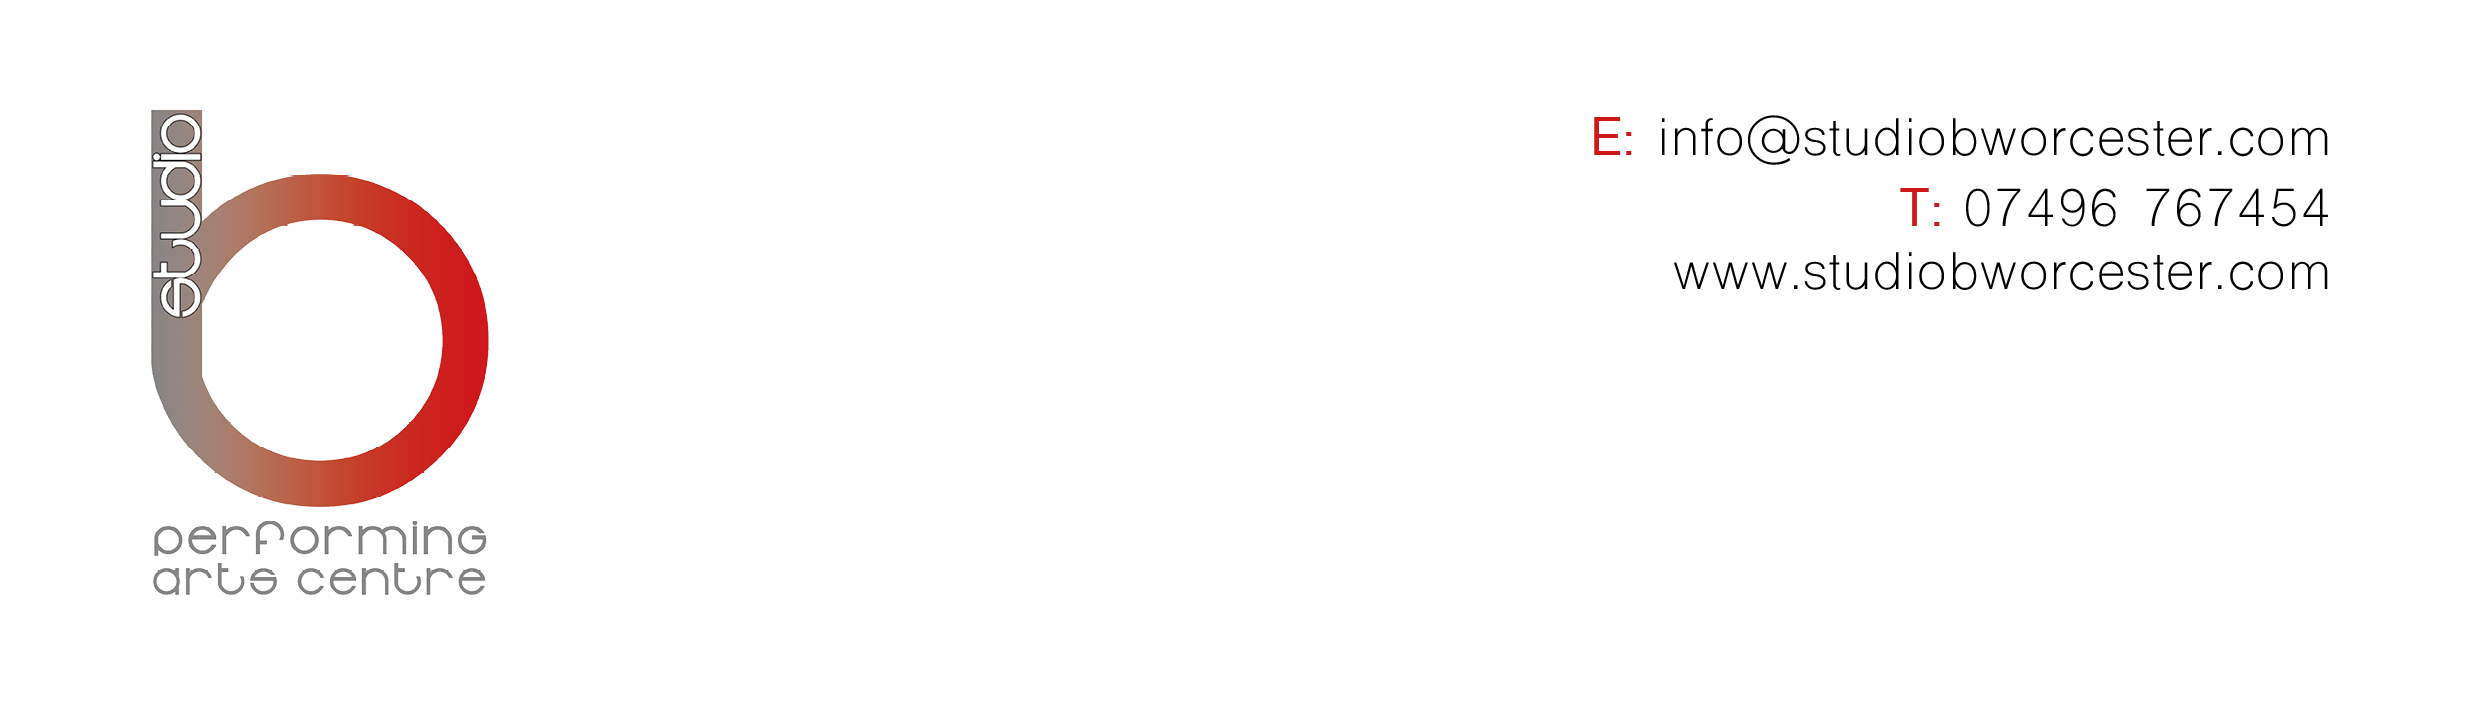 studio
b
performing
arts centre
E: info@studiobworcester.com
T: 07496 767454
www.studiobworcester.com